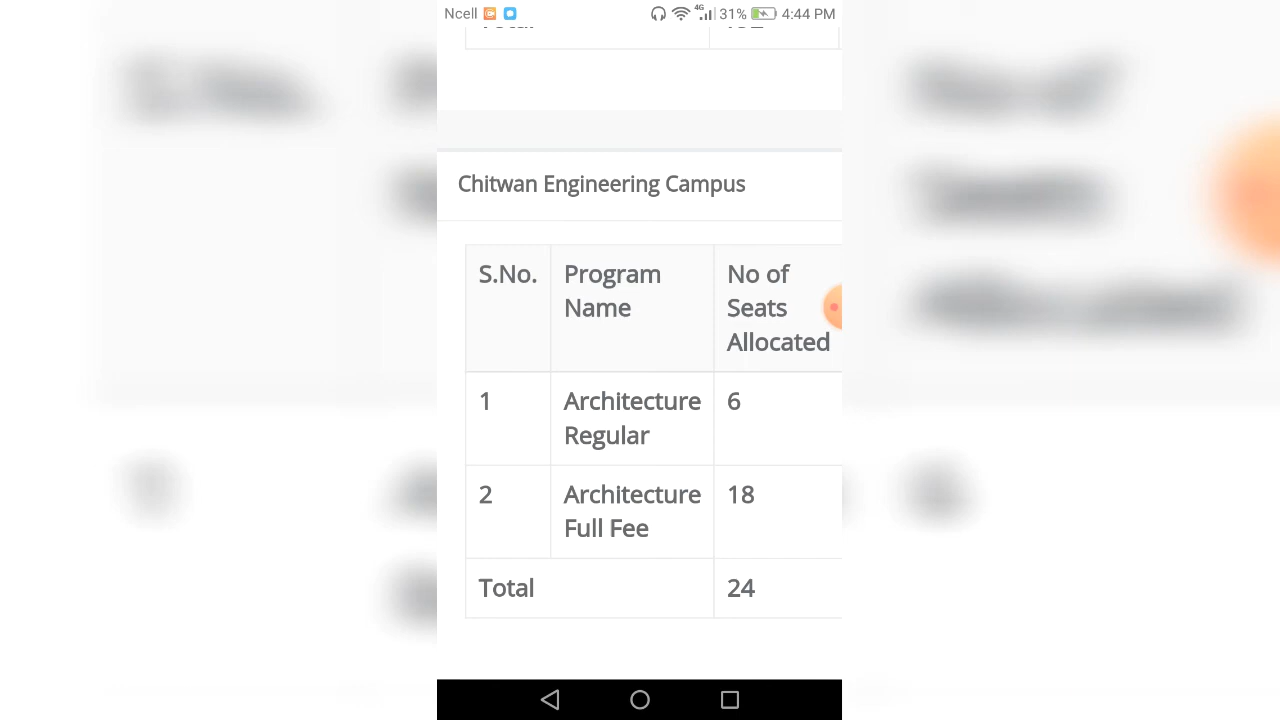 Ncell 4G 31% 4:44 PM
Chitwan Engineering Campus
S.No. Program Name No of Seats Allocated
1 Architecture Regular 6
2 Architecture Full Fee 18
Total 24